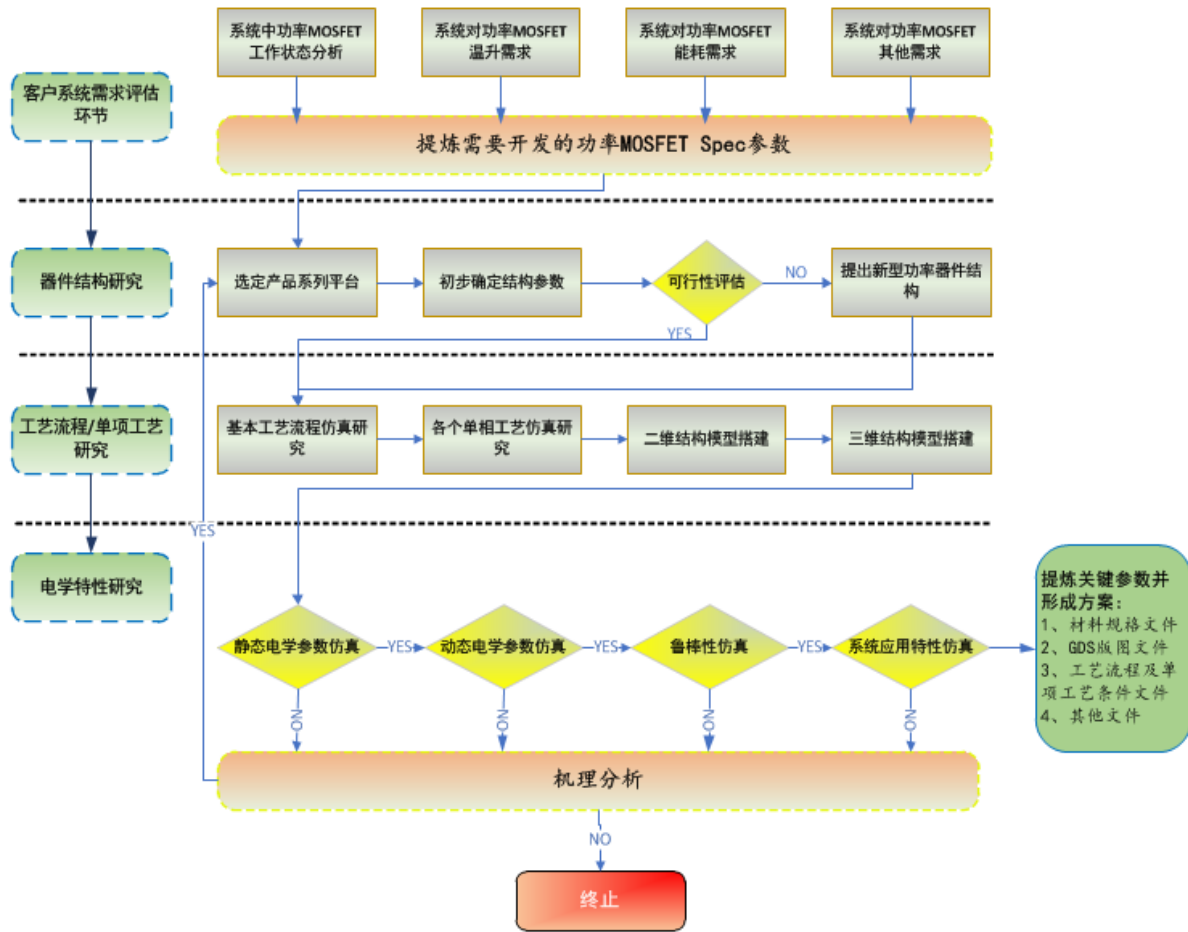 系统中功率MOSFET
工作状态分析
系统对功率MOSFET
温升需求
系统对功率MOSFET
能耗需求
系统对功率MOSFET
其他需求
客户系统需求评估
环节
提炼需要开发的功率MOSFET Spec参数
器件结构研究
选定产品系列平台
初步确定结构参数
可行性评估
NO
提出新型功率器件结
构
YES
工艺流程/单项工艺
研究
基本工艺流程仿真研
究
各个单相工艺仿真研
究
二维结构模型搭建
三维结构模型搭建
YES
电学特性研究
静态电学参数仿真
YES
动态电学参数仿真
YES
鲁棒性仿真
YES
系统应用特性仿真
提炼关键参数并
形成方案：
1、材料规格文件
2、GDS版图文件
3、工艺流程及单
项工艺条件文件
4、其他文件
NO
NO
NO
NO
机理分析
NO
终止